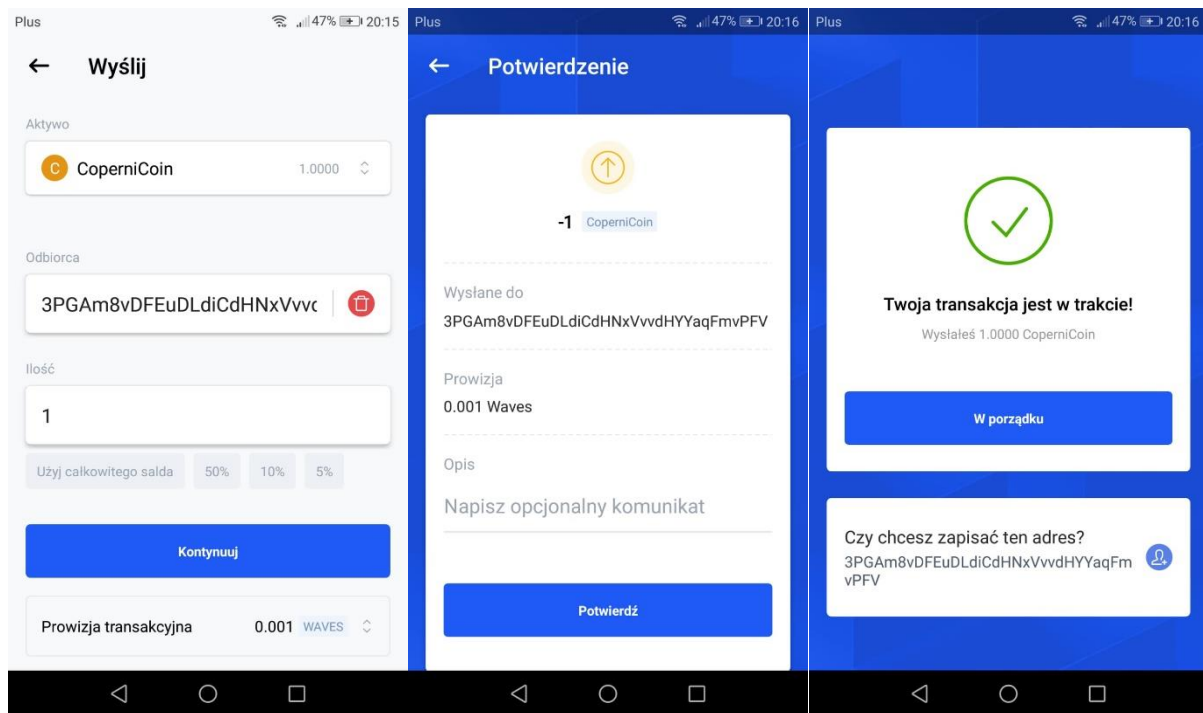 Plus
47% 20:15
Wyślij
Aktywo
C CoperniCoin 1.0000
Odbiorca
3PGAm8vDFEuDLdiCdHNxVvvc
Ilość
1
Użyj całkowitego salda 50% 10% 5%
Kontynuuj
Prowizja transakcyjna 0.001 WAVES
Plus 47% 20:16
Potwierdzenie
-1 CoperniCoin
Wysłane do
3PGAm8vDFEuDLdiCdHNxVvvdHYYaqFmvPFV
Prowizja
0.001 Waves
Opis
Napisz opcjonalny komunikat
Potwierdź
Plus 47% 20:16
Twoja transakcja jest w trakcie!
Wysłałeś 1.0000 CoperniCoin
W porządku
Czy chcesz zapisać ten adres?
3PGAm8vDFEuDLdiCdHNxVvvdHYYaqFm
vPFV